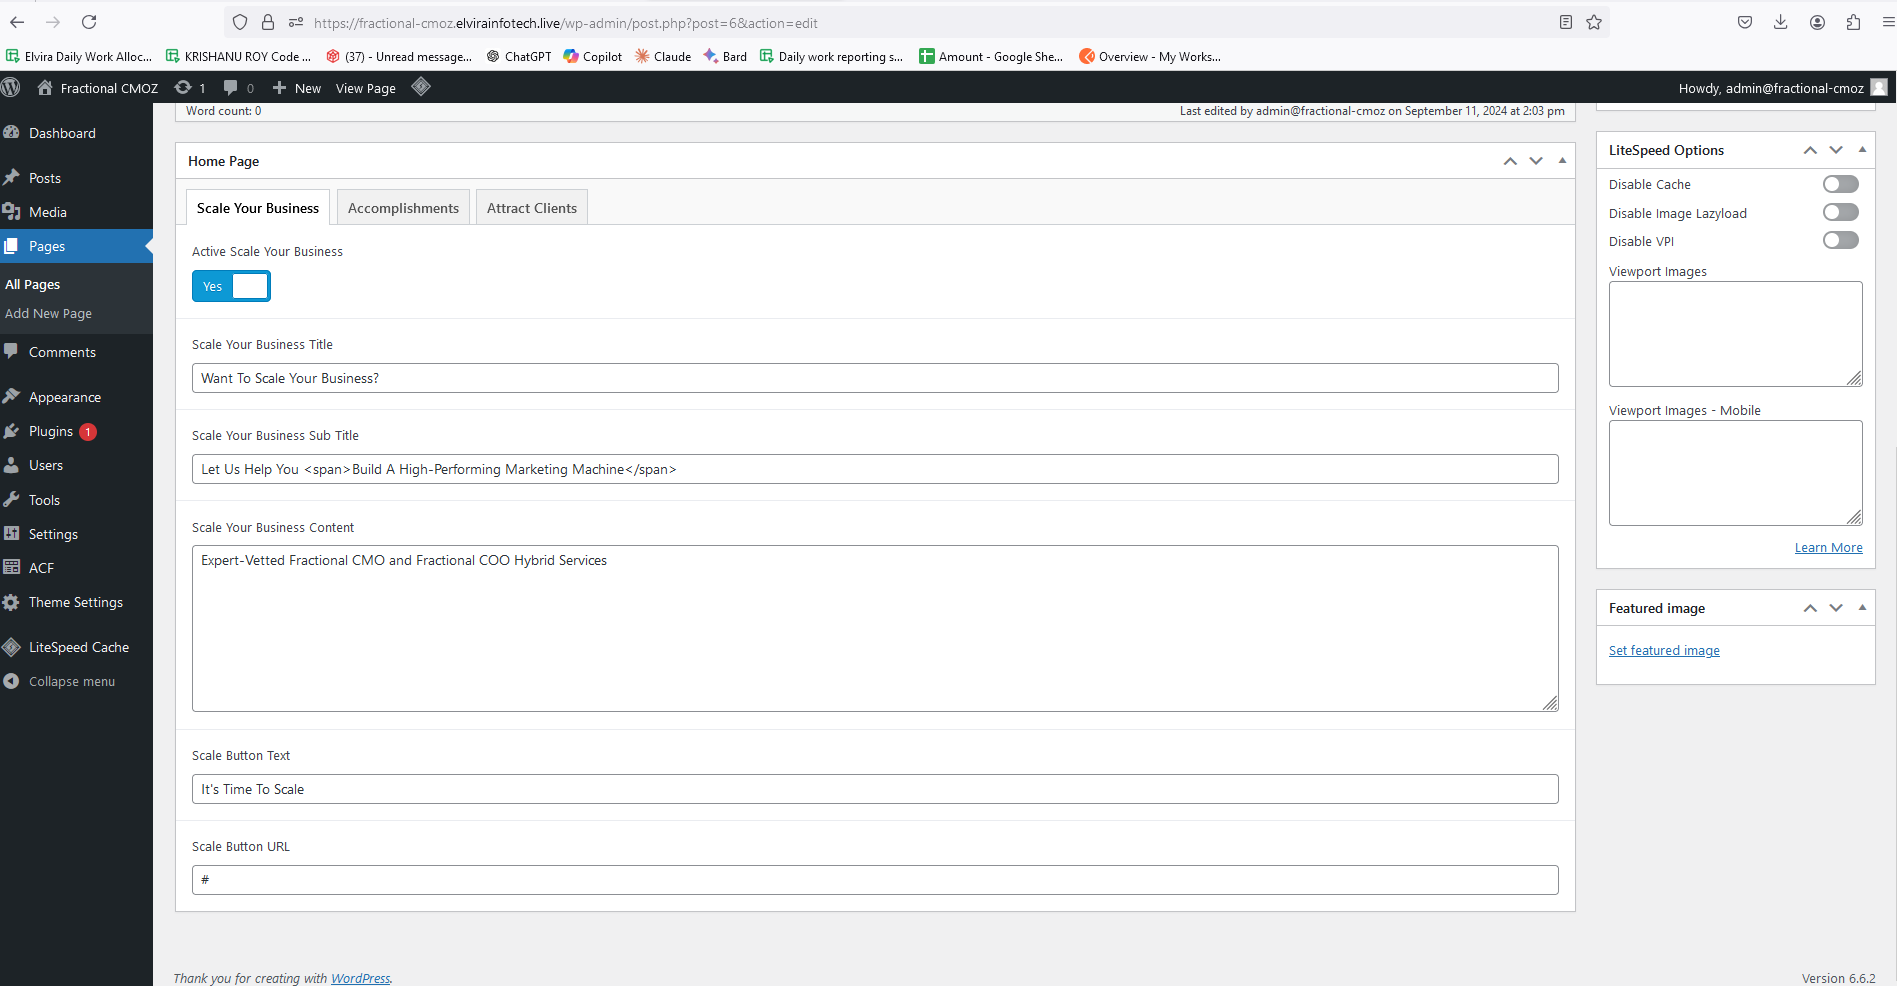 https://fractional-cmoz.elvirainfotech.live/wp-admin/post.php?post=6&action=edit
Elvira Daily Work Alloc... KRISHANU ROY Code ... (37) - Unread message... ChatGPT Copilot Claude Bard Daily work reporting s... Amount - Google She... Overview - My Works...
Fractional CMOZ 1 0 New View Page Howdy, admin@fractional-cmoz
Word count: 0 Last edited by admin@fractional-cmoz on September 11, 2024 at 2:03 pm
Dashboard
Posts
Media
Pages
All Pages
Add New Page
Comments
Appearance
Plugins 1
Users
Tools
Settings
ACF
Theme Settings
LiteSpeed Cache
Collapse menu
Home Page
Scale Your Business Accomplishments Attract Clients
Active Scale Your Business
Yes
Scale Your Business Title
Want To Scale Your Business?
Scale Your Business Sub Title
Let Us Help You <span>Build A High-Performing Marketing Machine</span>
Scale Your Business Content
Expert-Vetted Fractional CMO and Fractional COO Hybrid Services
Scale Button Text
It's Time To Scale
Scale Button URL
#
LiteSpeed Options
Disable Cache
Disable Image Lazyload
Disable VPI
Viewport Images
Viewport Images - Mobile
Learn More
Featured image
Set featured image
Thank you for creating with WordPress. Version 6.6.2